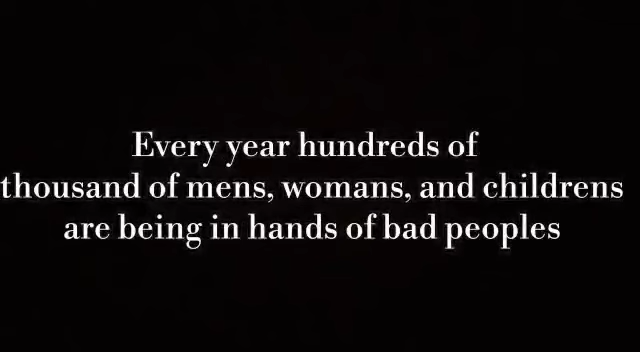 Every year hundreds of
thousand of mens, womans, and childrens
are being in hands of bad peoples